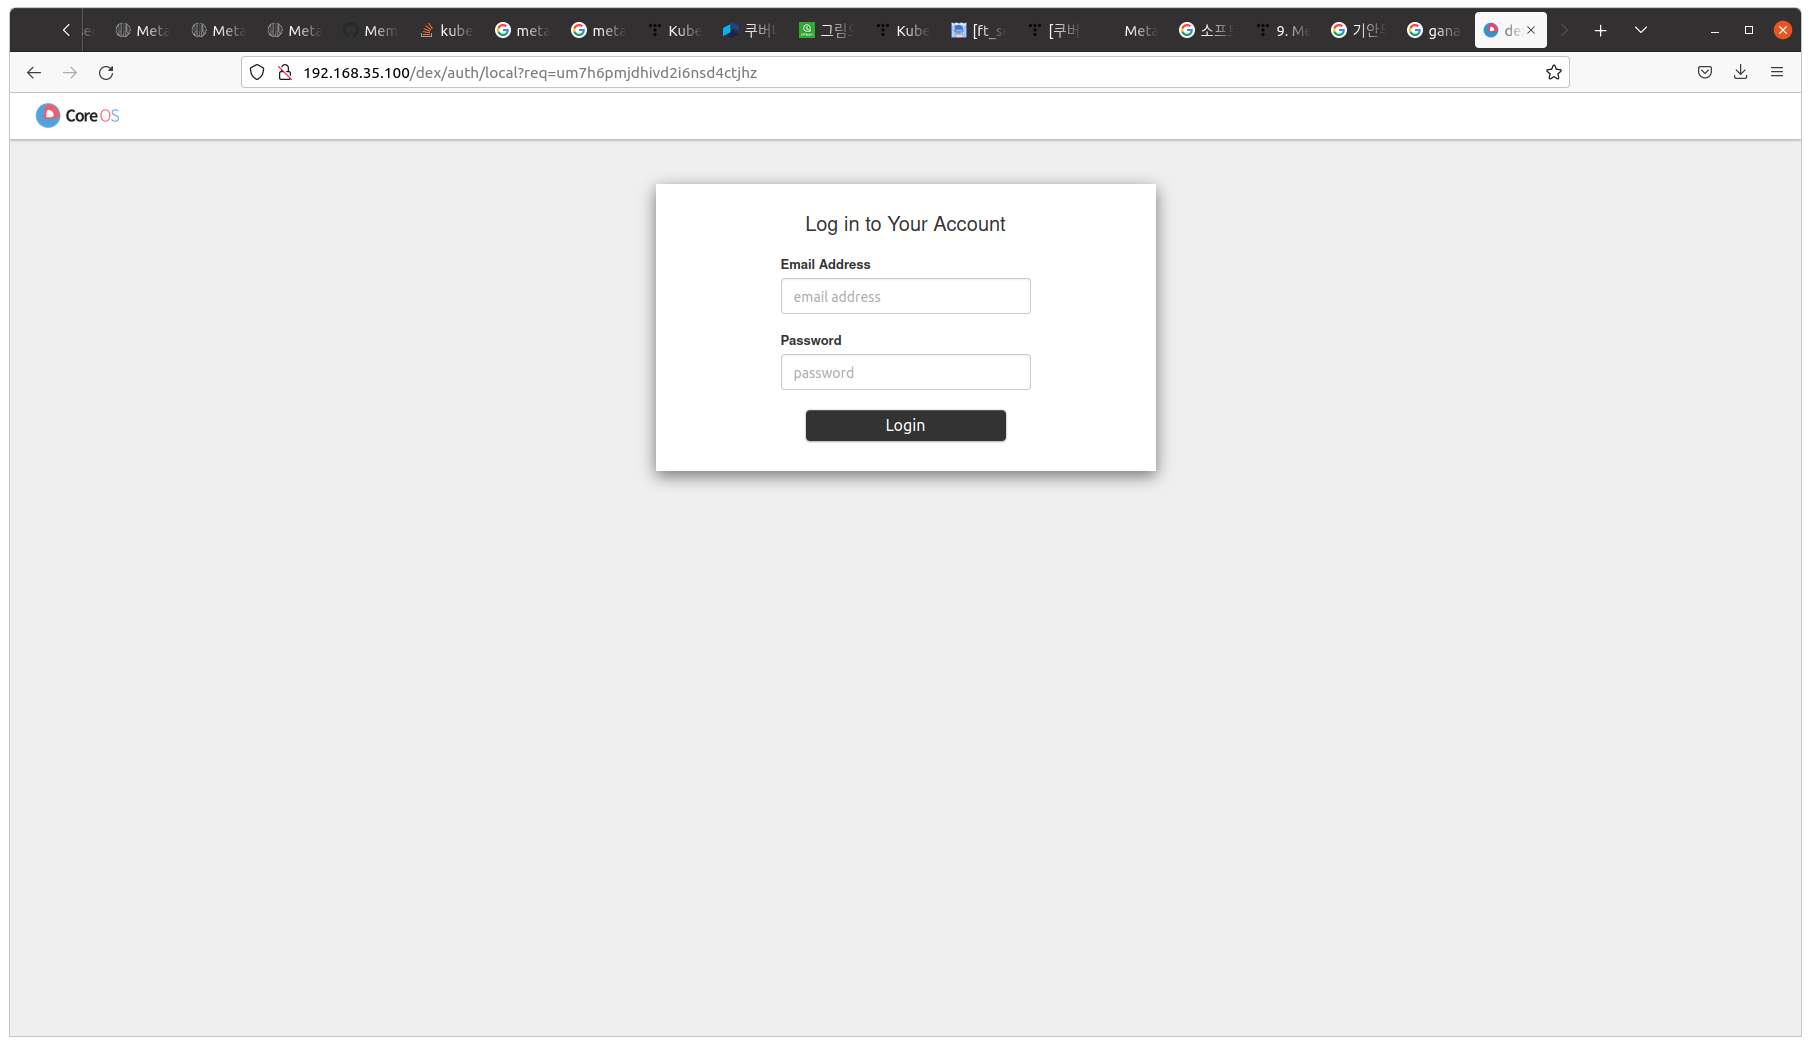 Meta Meta Meta Mem kube meta meta Kube 쿠버 그림 Kube [ft_s [쿠버 Meta 소프트 9. Me 기안 gana de
192.168.35.100/dex/auth/local?req=um7h6pmjdhivd2i6nsd4ctjhz
CoreOS
Log in to Your Account
Email Address
email address
Password
password
Login